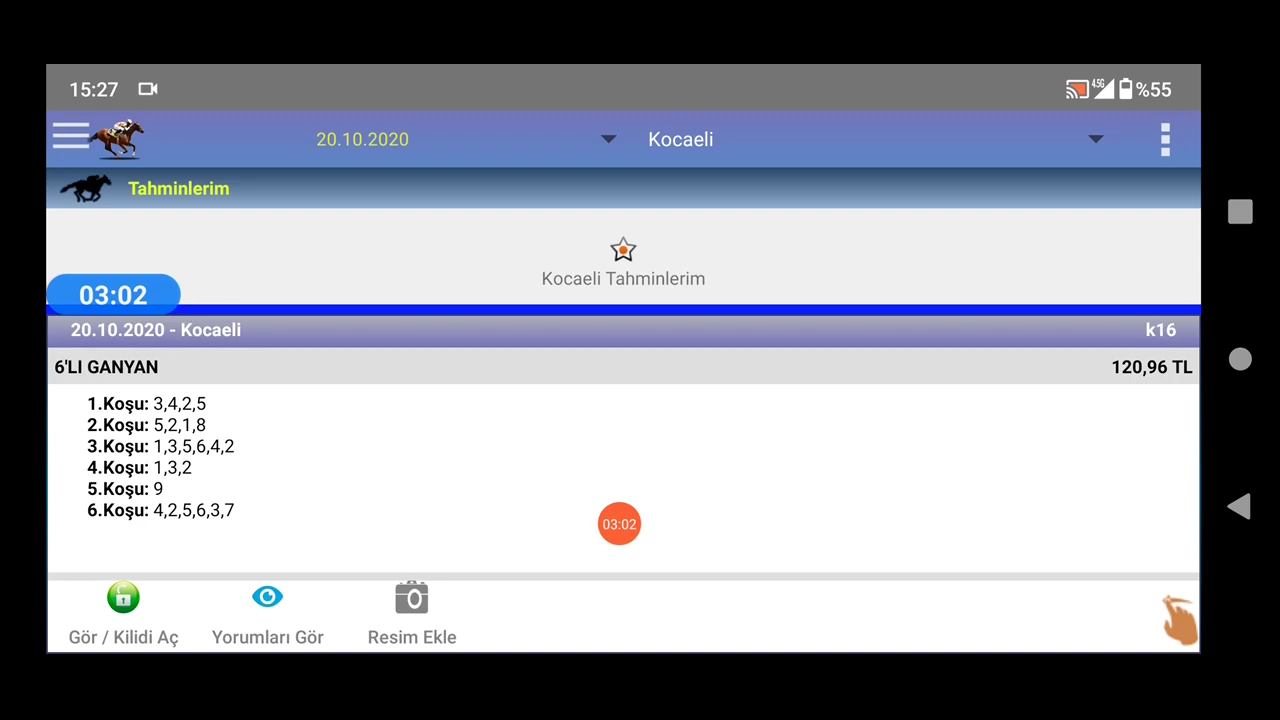 15:27 4.5G %55
20.10.2020 Kocaeli
Tahminlerim
Kocaeli Tahminlerim
03:02
20.10.2020 - Kocaeli k16
6'LI GANYAN 120,96 TL
1.Koşu: 3,4,2,5
2.Koşu: 5,2,1,8
3.Koşu: 1,3,5,6,4,2
4.Koşu: 1,3,2
5.Koşu: 9
6.Koşu: 4,2,5,6,3,7
03:02
Gör / Kilidi Aç Yorumları Gör Resim Ekle